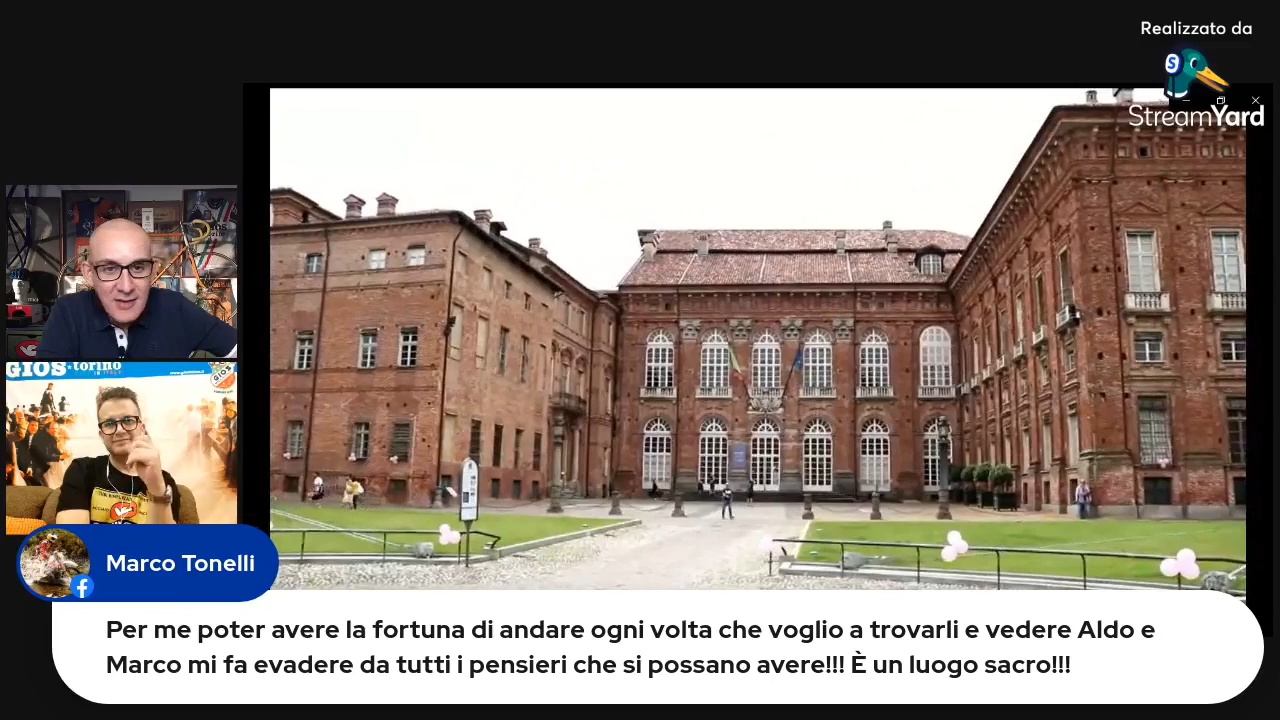 Realizzato da
StreamYard
GIOS torino
Marco Tonelli
Per me poter avere la fortuna di andare ogni volta che voglio a trovarli e vedere Aldo e
Marco mi fa evadere da tutti i pensieri che si possano avere!!! È un luogo sacro!!!